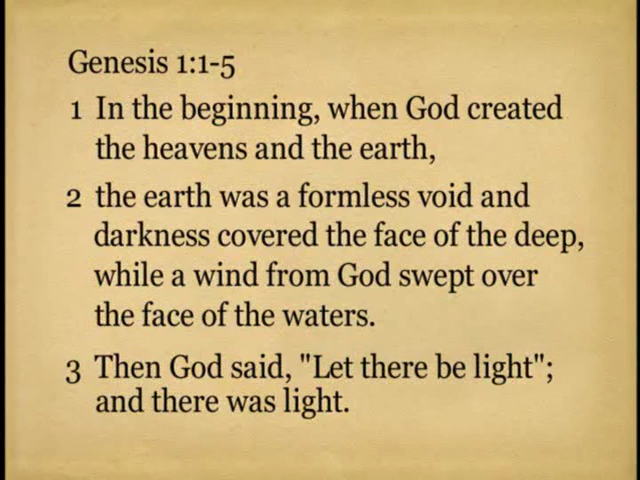 Genesis 1:1-5
1 In the beginning, when God created
the heavens and the earth,
2 the earth was a formless void and
darkness covered the face of the deep,
while a wind from God swept over
the face of the waters.
3 Then God said, "Let there be light";
and there was light.